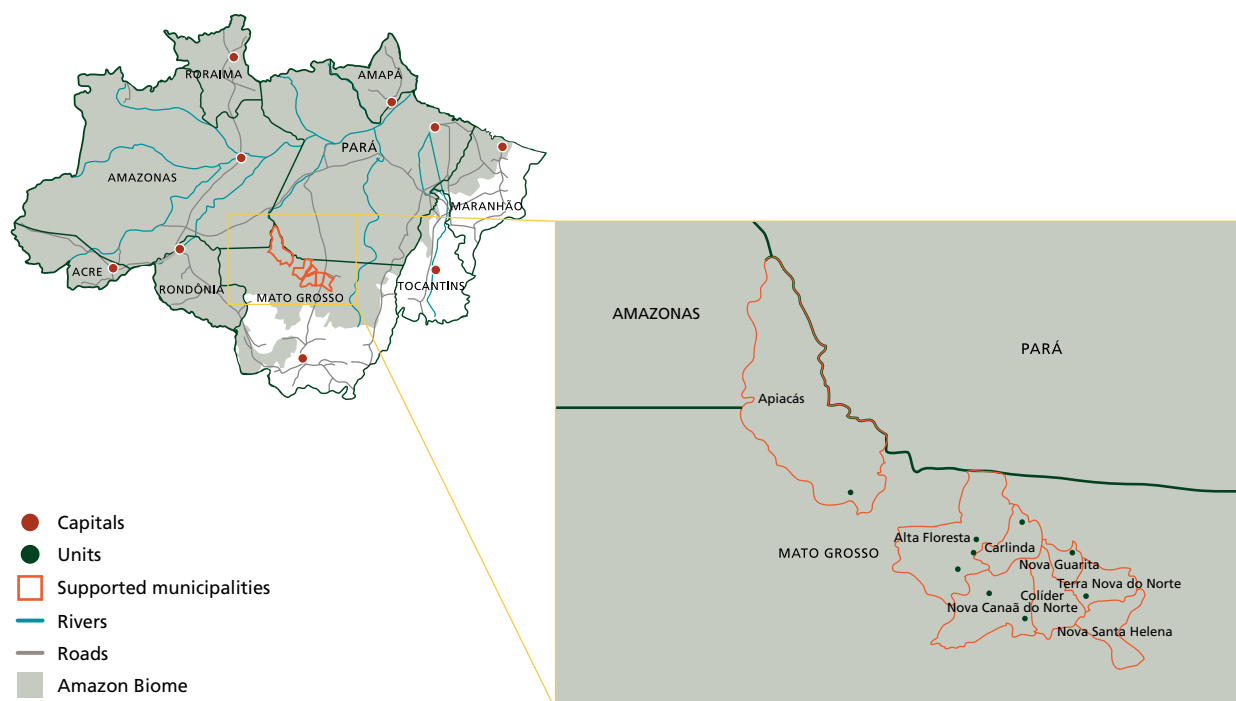 RORAIMA
AMAPÁ
PARÁ
AMAZONAS
MARANHÃO
ACRE
RONDÔNIA
MATO GROSSO
TOCANTINS
AMAZONAS
PARÁ
Apiacás
MATO GROSSO
Alta Floresta
Carlinda
Nova Guarita
Terra Nova do Norte
Colíder
Nova Canaã do Norte
Nova Santa Helena
Capitals
Units
Supported municipalities
Rivers
Roads
Amazon Biome